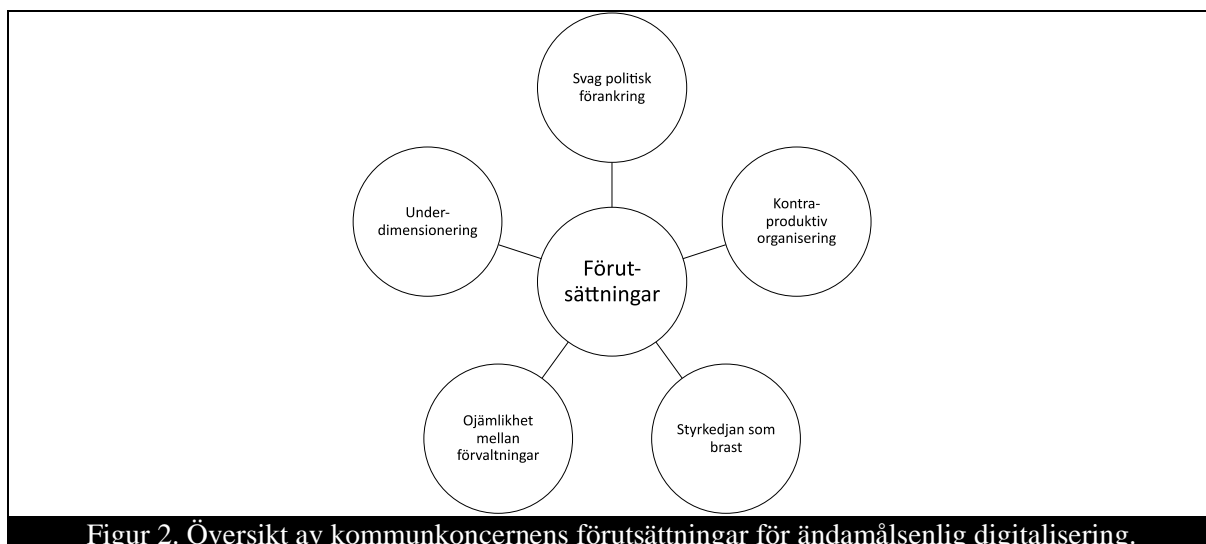 Svag politisk
förankring
Under-
dimensionering
Kontra-
produktiv
organisering
Förut-
sättningar
Ojämlikhet
mellan
förvaltningar
Styrkedjan som
brast
Figur 2. Översikt av kommunkoncernens förutsättningar för ändamålsenlig digitalisering.